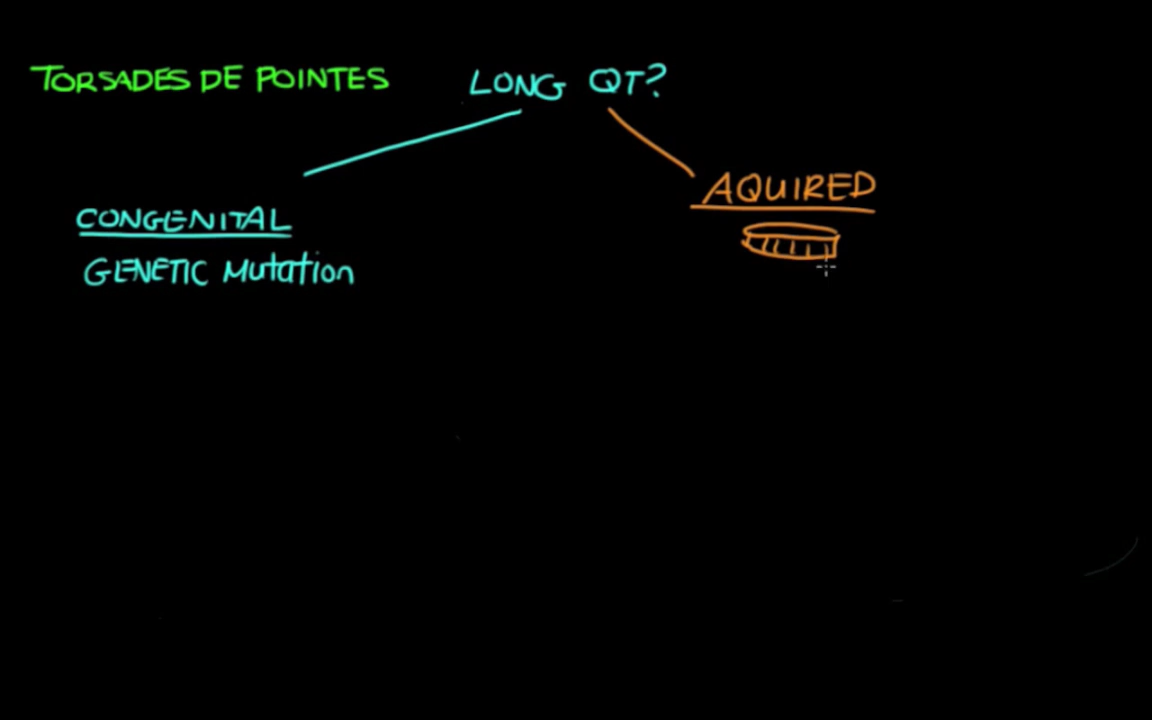 TORSADES DE POINTES
LONG QT?
AQUIRED
CONGENITAL
GENETIC Mutation